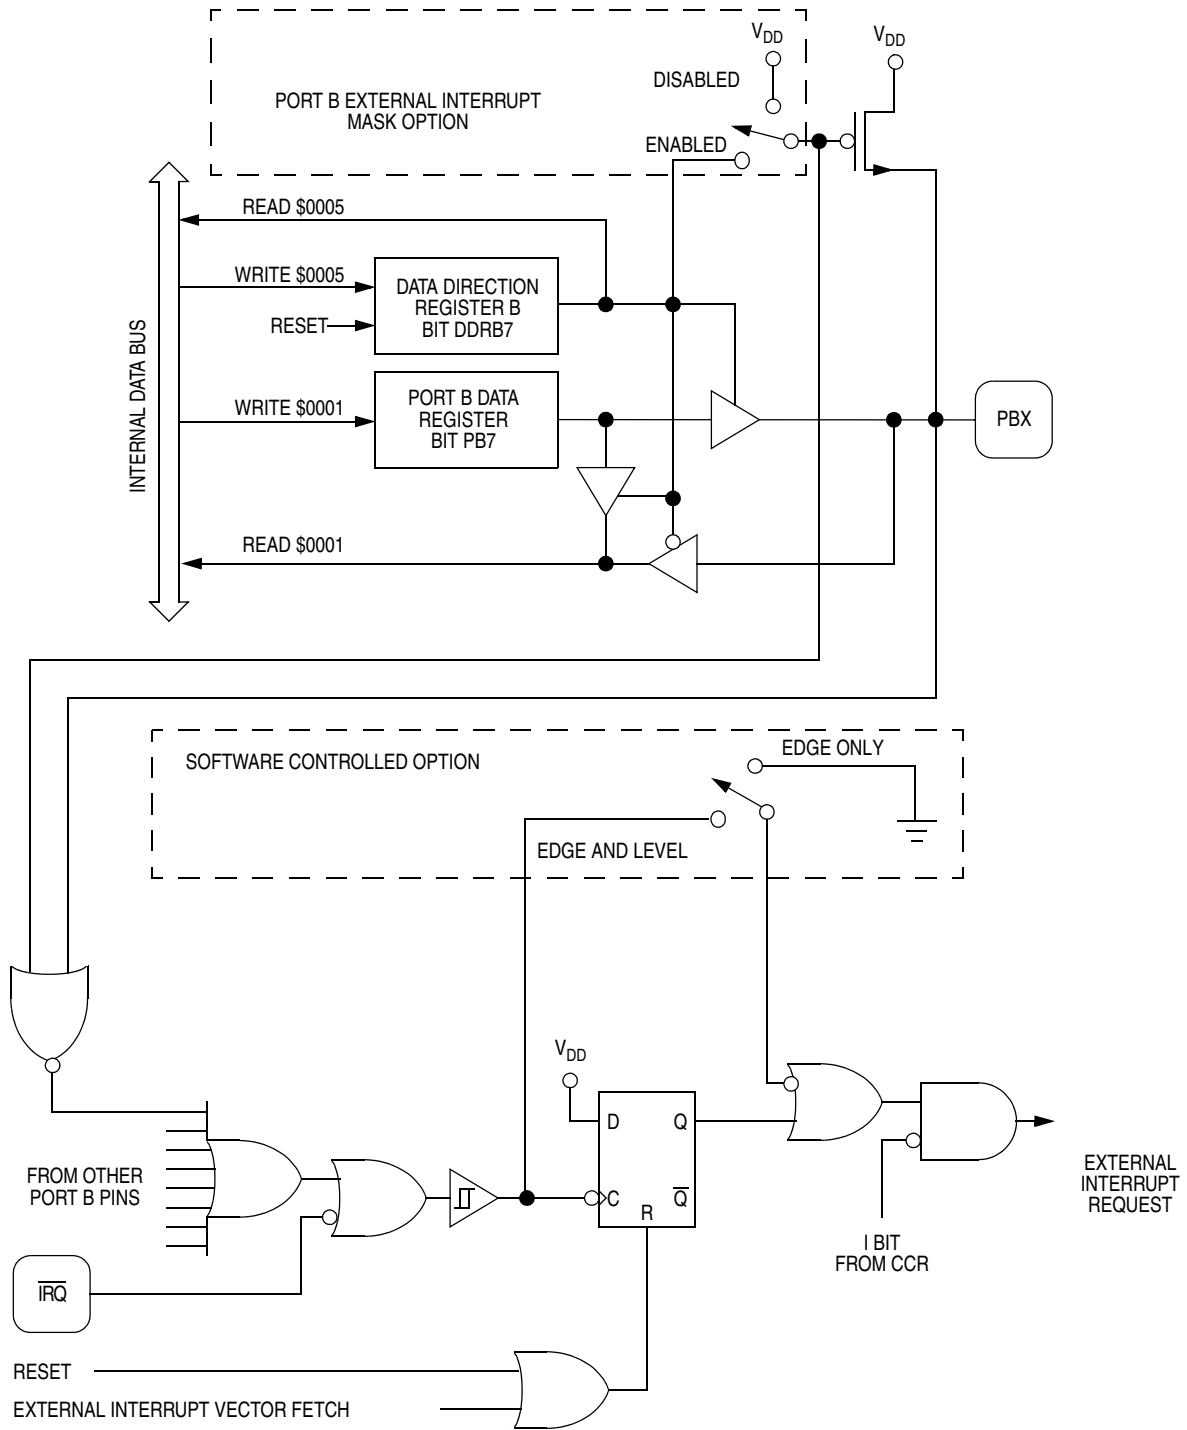 VDD
VDD
DISABLED
PORT B EXTERNAL INTERRUPT
MASK OPTION
ENABLED
READ $0005
WRITE $0005
DATA DIRECTION
REGISTER B
BIT DDRB7
RESET
INTERNAL DATA BUS
WRITE $0001
PORT B DATA
REGISTER
BIT PB7
PBX
READ $0001
EDGE ONLY
SOFTWARE CONTROLLED OPTION
EDGE AND LEVEL
VDD
D
Q
C
Q̅
R
FROM OTHER
PORT B PINS
EXTERNAL
INTERRUPT
REQUEST
I BIT
FROM CCR
I̅R̅Q̅
RESET
EXTERNAL INTERRUPT VECTOR FETCH